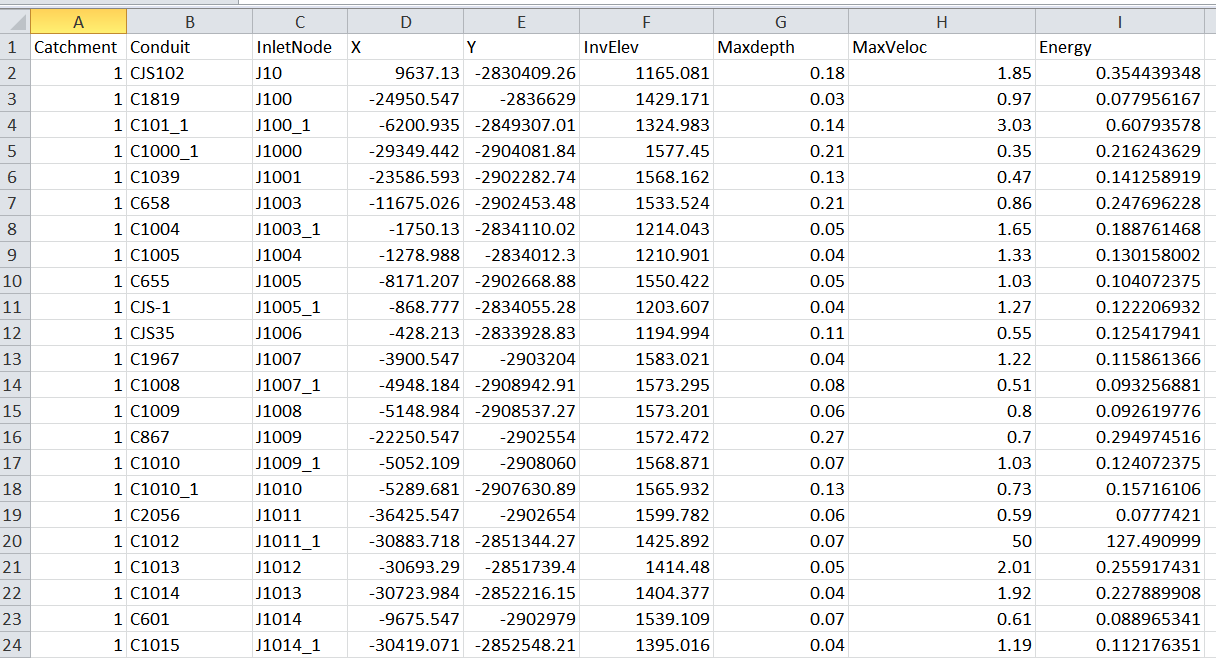 A B C D E F G H I
1 Catchment Conduit InletNode X Y InvElev Maxdepth MaxVeloc Energy
2 1 CJS102 J10 9637.13 -2830409.26 1165.081 0.18 1.85 0.354439348
3 1 C1819 J100 -24950.547 -2836629 1429.171 0.03 0.97 0.077956167
4 1 C101_1 J100_1 -6200.935 -2849307.01 1324.983 0.14 3.03 0.60793578
5 1 C1000_1 J1000 -29349.442 -2904081.84 1577.45 0.21 0.35 0.216243629
6 1 C1039 J1001 -23586.593 -2902282.74 1568.162 0.13 0.47 0.141258919
7 1 C658 J1003 -11675.026 -2902453.48 1533.524 0.21 0.86 0.247696228
8 1 C1004 J1003_1 -1750.13 -2834110.02 1214.043 0.05 1.65 0.188761468
9 1 C1005 J1004 -1278.988 -2834012.3 1210.901 0.04 1.33 0.130158002
10 1 C655 J1005 -8171.207 -2902668.88 1550.422 0.05 1.03 0.104072375
11 1 CJS-1 J1005_1 -868.777 -2834055.28 1203.607 0.04 1.27 0.122206932
12 1 CJS35 J1006 -428.213 -2833928.83 1194.994 0.11 0.55 0.125417941
13 1 C1967 J1007 -3900.547 -2903204 1583.021 0.04 1.22 0.115861366
14 1 C1008 J1007_1 -4948.184 -2908942.91 1573.295 0.08 0.51 0.093256881
15 1 C1009 J1008 -5148.984 -2908537.27 1573.201 0.06 0.8 0.092619776
16 1 C867 J1009 -22250.547 -2902554 1572.472 0.27 0.7 0.294974516
17 1 C1010 J1009_1 -5052.109 -2908060 1568.871 0.07 1.03 0.124072375
18 1 C1010_1 J1010 -5289.681 -2907630.89 1565.932 0.13 0.73 0.15716106
19 1 C2056 J1011 -36425.547 -2902654 1599.782 0.06 0.59 0.0777421
20 1 C1012 J1011_1 -30883.718 -2851344.27 1425.892 0.07 50 127.490999
21 1 C1013 J1012 -30693.29 -2851739.4 1414.48 0.05 2.01 0.255917431
22 1 C1014 J1013 -30723.984 -2852216.15 1404.377 0.04 1.92 0.227889908
23 1 C601 J1014 -9675.547 -2902979 1539.109 0.07 0.61 0.088965341
24 1 C1015 J1014_1 -30419.071 -2852548.21 1395.016 0.04 1.19 0.112176351